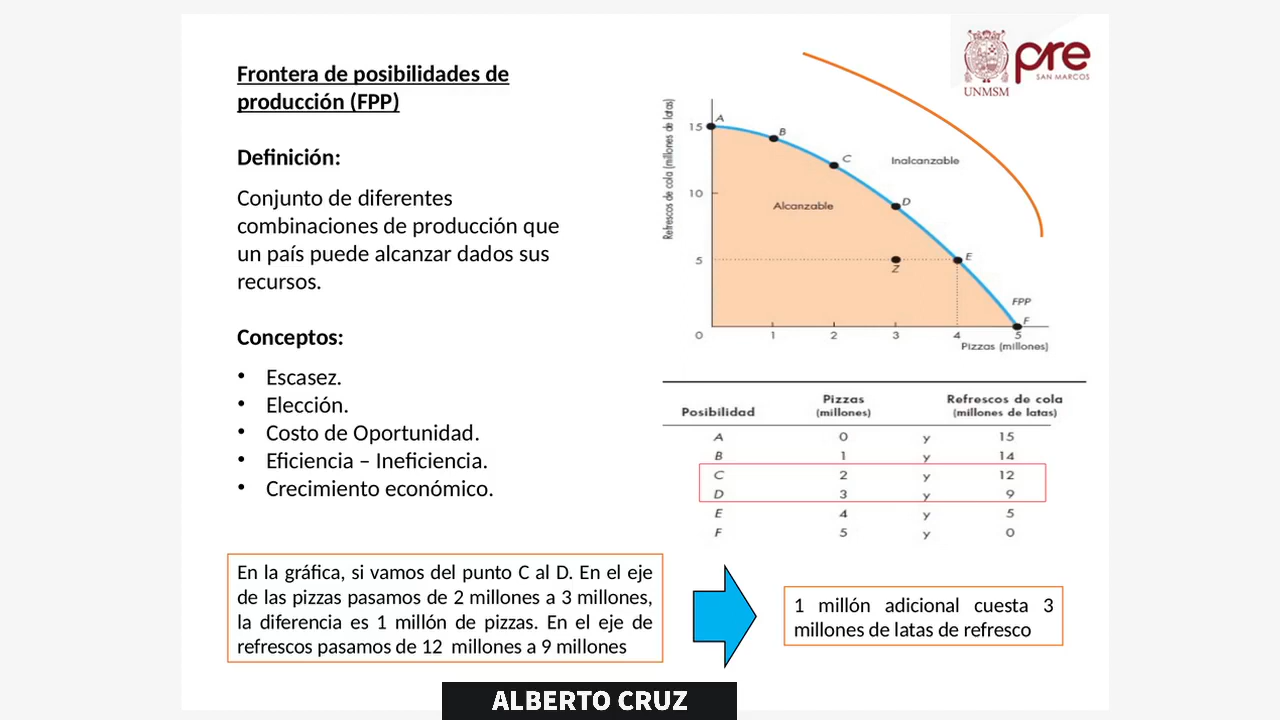 Frontera de posibilidades de
producción (FPP)
Definición:
Conjunto de diferentes
combinaciones de producción que
un país puede alcanzar dados sus
recursos.
Conceptos:
• Escasez.
• Elección.
• Costo de Oportunidad.
• Eficiencia – Ineficiencia.
• Crecimiento económico.
UNMSM
pre
SAN MARCOS
Refrescos de cola (millones de latas)
15
10
5
0
1
2
3
4
5
A
B
C
D
E
F
Z
Alcanzable
Inalcanzable
FPP
Pizzas (millones)
Posibilidad Pizzas (millones) Refrescos de cola (millones de latas)
A 0 y 15
B 1 y 14
C 2 y 12
D 3 y 9
E 4 y 5
F 5 y 0
En la gráfica, si vamos del punto C al D. En el eje
de las pizzas pasamos de 2 millones a 3 millones,
la diferencia es 1 millón de pizzas. En el eje de
refrescos pasamos de 12 millones a 9 millones
1 millón adicional cuesta 3
millones de latas de refresco
ALBERTO CRUZ